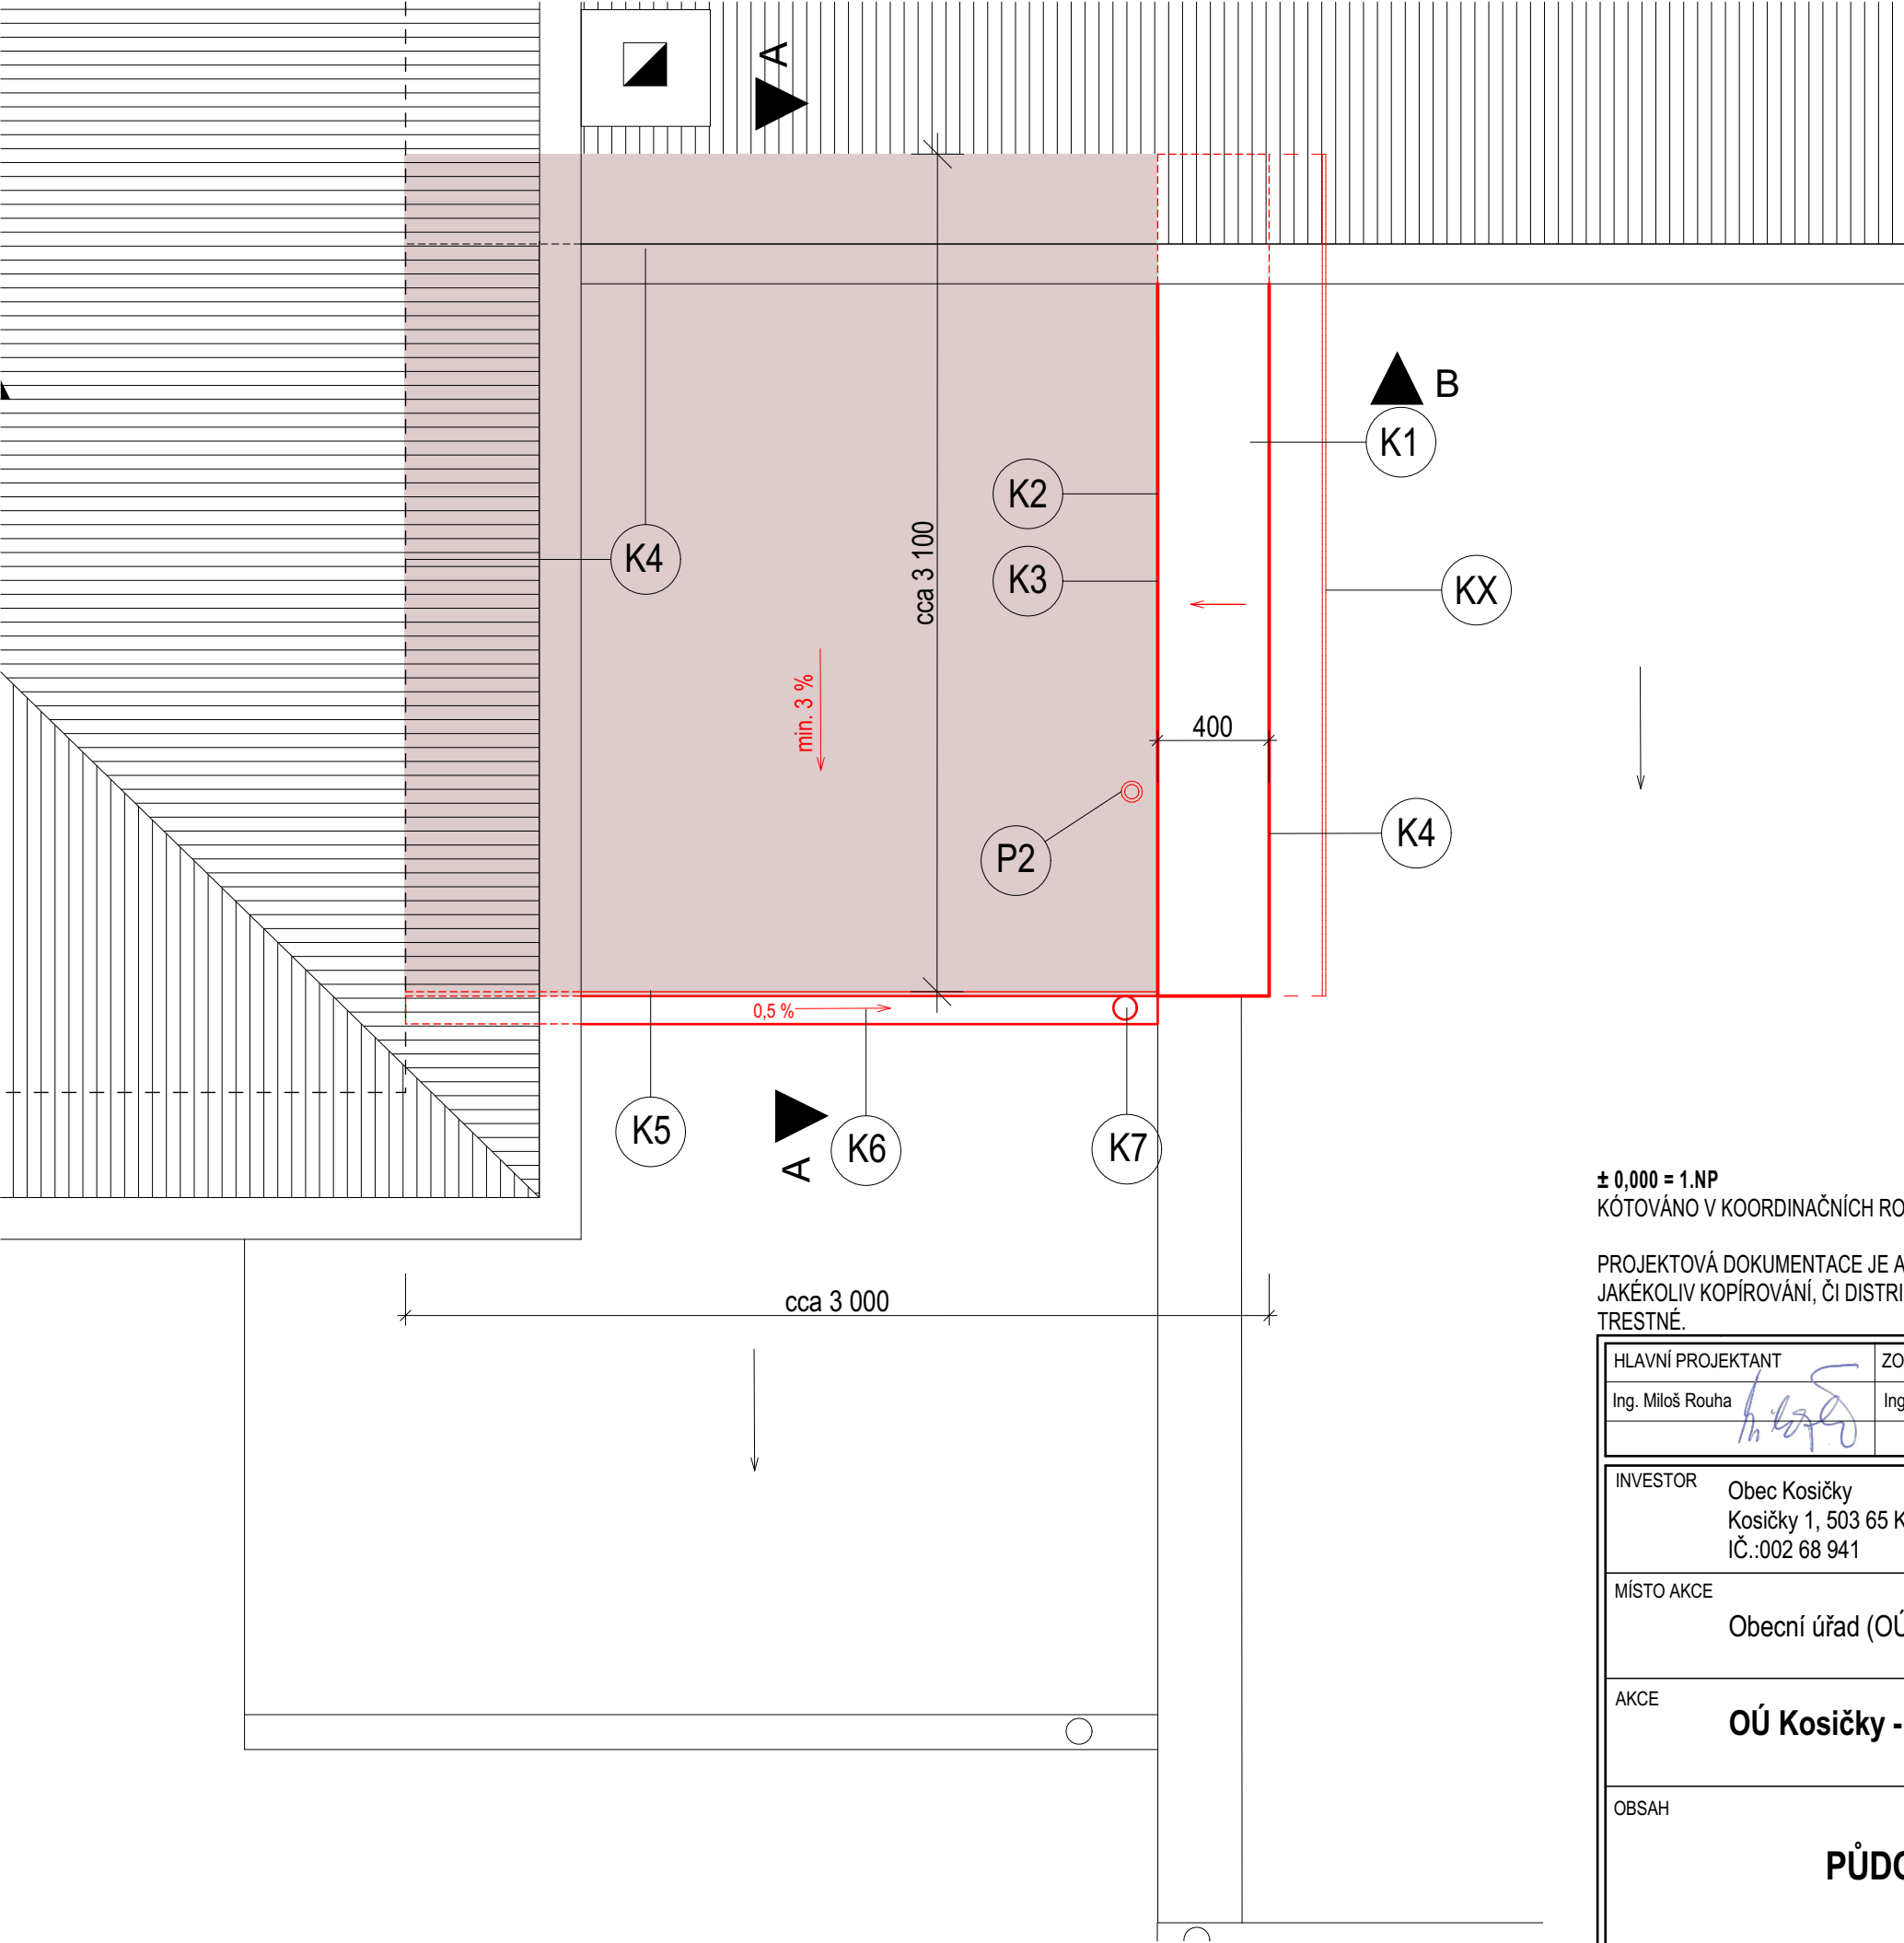 A
B
K1
K2
K3
K4
KX
cca 3 100
min. 3 %
400
P2
K4
0,5 %
K5
A
K6
K7
cca 3 000
± 0,000 = 1.NP
KÓTOVÁNO V KOORDINAČNÍCH RO
PROJEKTOVÁ DOKUMENTACE JE A
JAKÉKOLIV KOPÍROVÁNÍ, ČI DISTRI
TRESTNÉ.
HLAVNÍ PROJEKTANT ZO
Ing. Miloš Rouha Ing
INVESTOR
Obec Kosičky
Kosičky 1, 503 65 K
IČ.:002 68 941
MÍSTO AKCE
Obecní úřad (OÚ
AKCE
OÚ Kosičky -
OBSAH
PŮDO